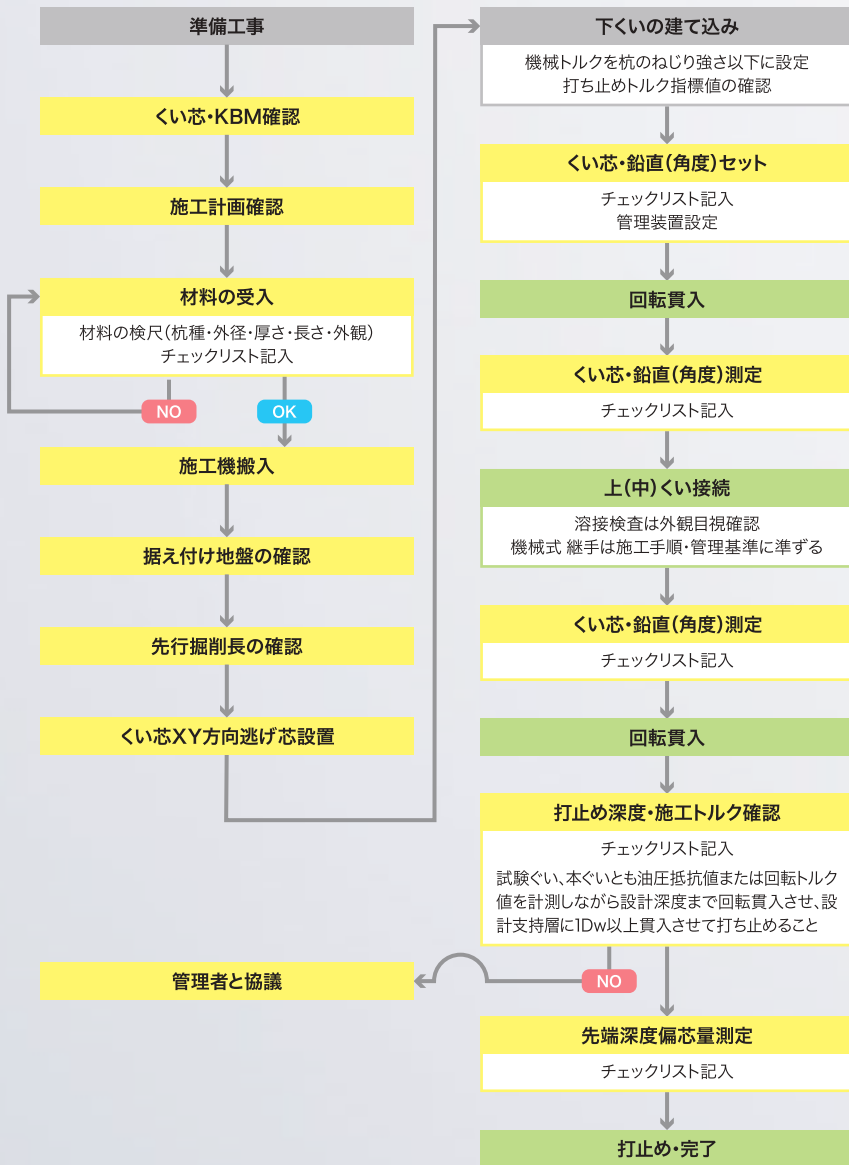 準備工事
くい芯・KBM確認
施工計画確認
材料の受入
材料の検尺(杭種・外径・厚さ・長さ・外観)
チェックリスト記入
NO
OK
施工機搬入
据え付け地盤の確認
先行掘削長の確認
くい芯XY方向逃げ芯設置
下くいの建て込み
機械トルクを杭のねじり強さ以下に設定
打ち止めトルク指標値の確認
くい芯・鉛直(角度)セット
チェックリスト記入
管理装置設定
回転貫入
くい芯・鉛直(角度)測定
チェックリスト記入
上(中)くい接続
溶接検査は外観目視確認
機械式 継手は施工手順・管理基準に準ずる
くい芯・鉛直(角度)測定
チェックリスト記入
回転貫入
打止め深度・施工トルク確認
チェックリスト記入
試験ぐい、本ぐいとも油圧抵抗値または回転トルク
値を計測しながら設計深度まで回転貫入させ、設
計支持層に1Dw以上貫入させて打ち止めること
NO
管理者と協議
先端深度偏芯量測定
チェックリスト記入
打止め・完了